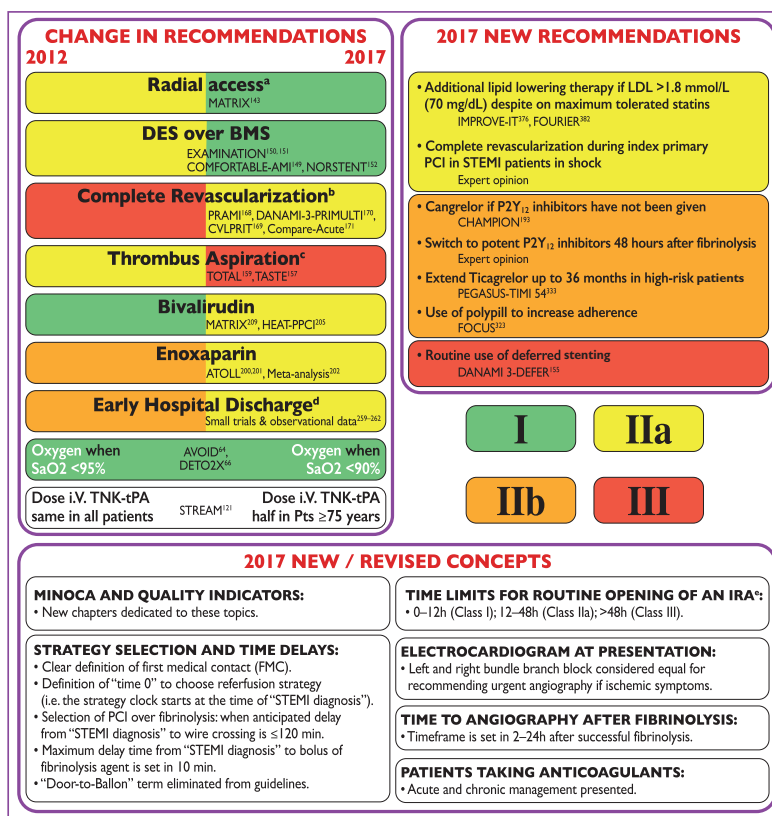 CHANGE IN RECOMMENDATIONS
2012 2017
Radial accessᵃ
MATRIX¹⁴³
DES over BMS
EXAMINATION¹⁵⁰,¹⁵¹
COMFORTABLE-AMI¹⁴⁹, NORSTENT¹⁵²
Complete Revascularizationᵇ
PRAMI¹⁶⁸, DANAMI-3-PRIMULTI¹⁷⁰,
CVLPRIT¹⁶⁹, Compare-Acute¹⁷¹
Thrombus Aspirationᶜ
TOTAL¹⁵⁹, TASTE¹⁵⁷
Bivalirudin
MATRIX²⁰⁹, HEAT-PPCI²⁰⁵
Enoxaparin
ATOLL²⁰⁰,²⁰¹, Meta-analysis²⁰²
Early Hospital Dischargeᵈ
Small trials & observational data²⁵⁹⁻²⁶²
Oxygen when SaO2 <95%
AVOID⁶⁴, DETO2X⁶⁶
Oxygen when SaO2 <90%
Dose i.V. TNK-tPA
same in all patients
STREAM¹²¹
Dose i.V. TNK-tPA
half in Pts ≥75 years
2017 NEW RECOMMENDATIONS
• Additional lipid lowering therapy if LDL >1.8 mmol/L
(70 mg/dL) despite on maximum tolerated statins
IMPROVE-IT³⁷⁶, FOURIER³⁸²
• Complete revascularization during index primary
PCI in STEMI patients in shock
Expert opinion
• Cangrelor if P2Y₁₂ inhibitors have not been given
CHAMPION¹⁹³
• Switch to potent P2Y₁₂ inhibitors 48 hours after fibrinolysis
Expert opinion
• Extend Ticagrelor up to 36 months in high-risk patients
PEGASUS-TIMI 54³³³
• Use of polypill to increase adherence
FOCUS³²³
• Routine use of deferred stenting
DANAMI 3-DEFER¹⁵⁵
I IIa
IIb III
2017 NEW / REVISED CONCEPTS
MINOCA AND QUALITY INDICATORS:
• New chapters dedicated to these topics.
STRATEGY SELECTION AND TIME DELAYS:
• Clear definition of first medical contact (FMC).
• Definition of “time 0” to choose referfusion strategy
(i.e. the strategy clock starts at the time of “STEMI diagnosis”).
• Selection of PCI over fibrinolysis: when anticipated delay
from “STEMI diagnosis” to wire crossing is ≤120 min.
• Maximum delay time from “STEMI diagnosis” to bolus of
fibrinolysis agent is set in 10 min.
• “Door-to-Ballon” term eliminated from guidelines.
TIME LIMITS FOR ROUTINE OPENING OF AN IRAᵉ:
• 0–12h (Class I); 12–48h (Class IIa); >48h (Class III).
ELECTROCARDIOGRAM AT PRESENTATION:
• Left and right bundle branch block considered equal for
recommending urgent angiography if ischemic symptoms.
TIME TO ANGIOGRAPHY AFTER FIBRINOLYSIS:
• Timeframe is set in 2–24h after successful fibrinolysis.
PATIENTS TAKING ANTICOAGULANTS:
• Acute and chronic management presented.